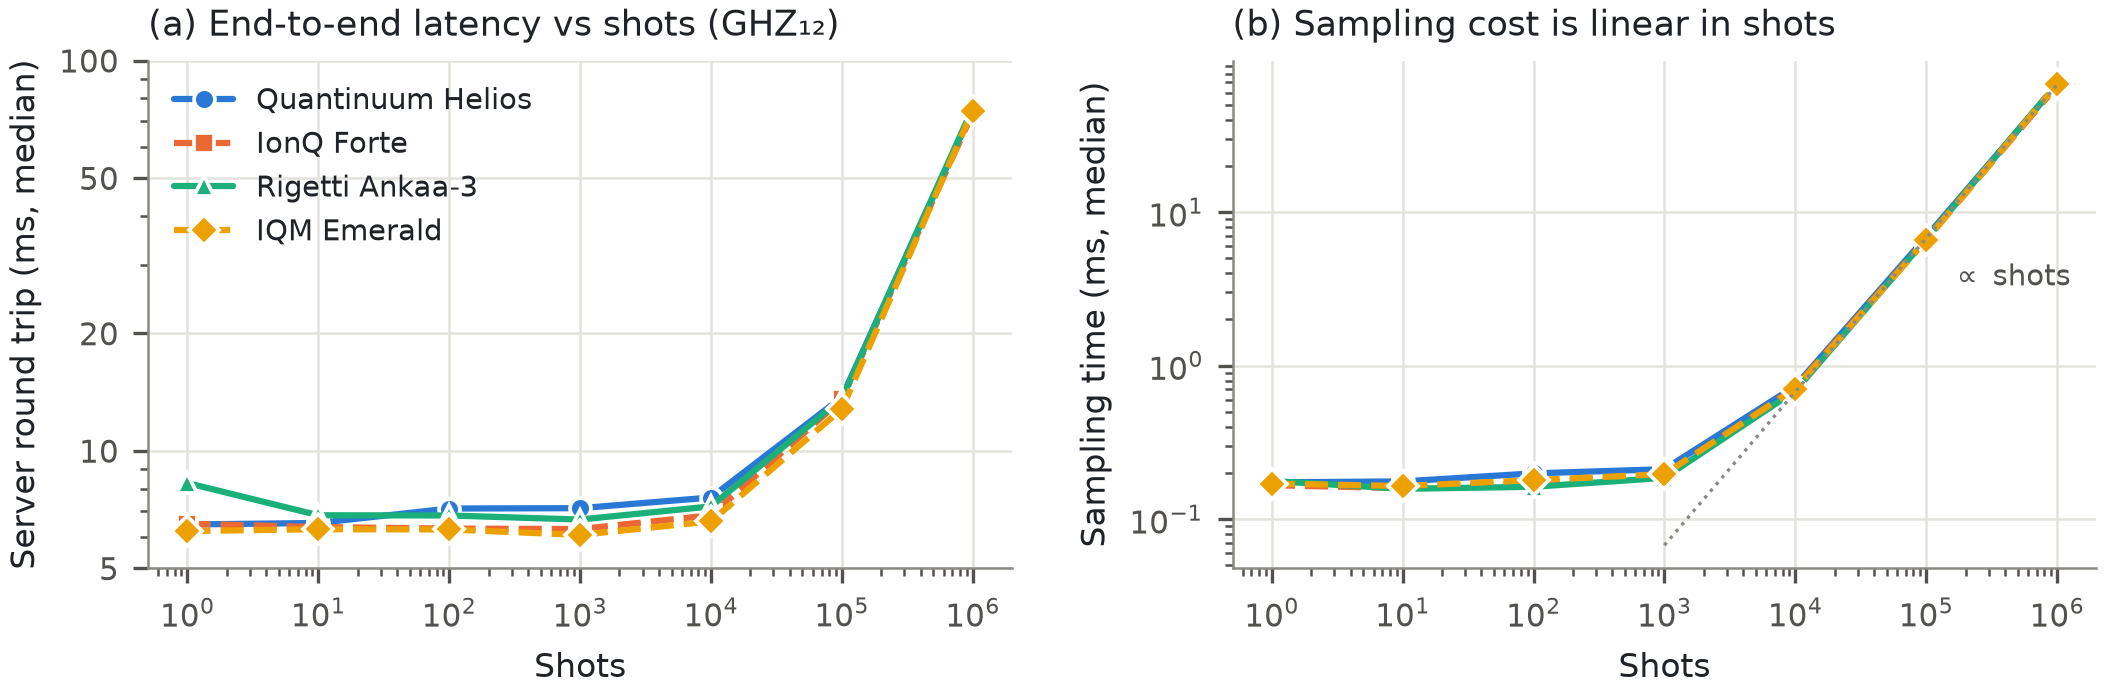 (a) End-to-end latency vs shots (GHZ₁₂)
Server round trip (ms, median)
100
50
20
10
5
Quantinuum Helios
IonQ Forte
Rigetti Ankaa-3
IQM Emerald
10⁰ 10¹ 10² 10³ 10⁴ 10⁵ 10⁶
Shots
(b) Sampling cost is linear in shots
Sampling time (ms, median)
10¹
10⁰
10⁻¹
∝ shots
10⁰ 10¹ 10² 10³ 10⁴ 10⁵ 10⁶
Shots